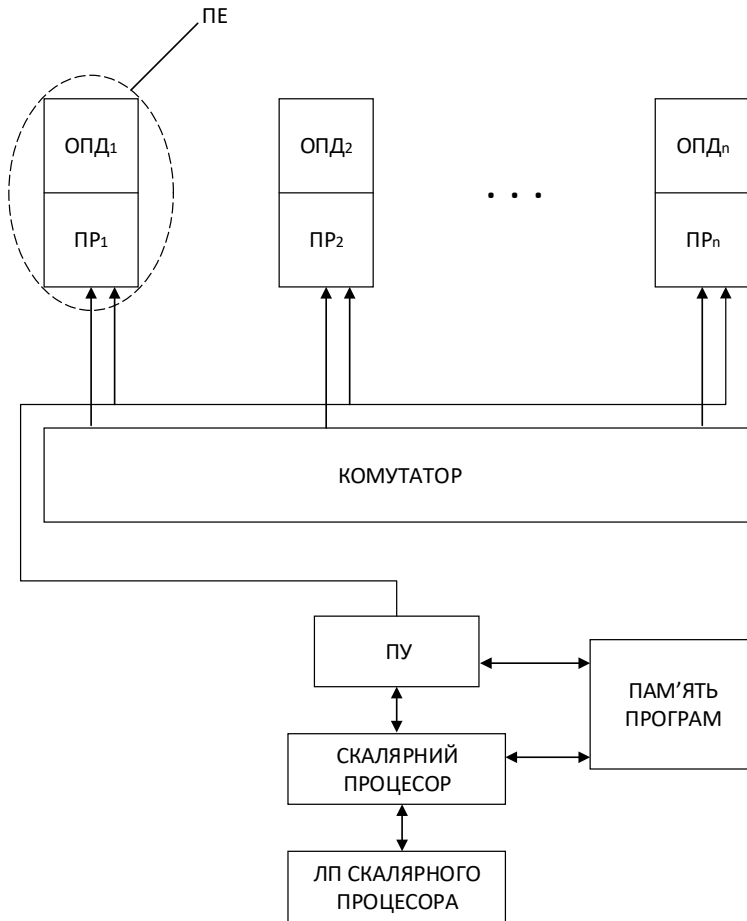 ПЕ
ОПД1
ОПД2
. . .
ОПДn
ПР1
ПР2
ПРn
КОМУТАТОР
ПУ
ПАМ’ЯТЬ
ПРОГРАМ
СКАЛЯРНИЙ
ПРОЦЕСОР
ЛП СКАЛЯРНОГО
ПРОЦЕСОРА